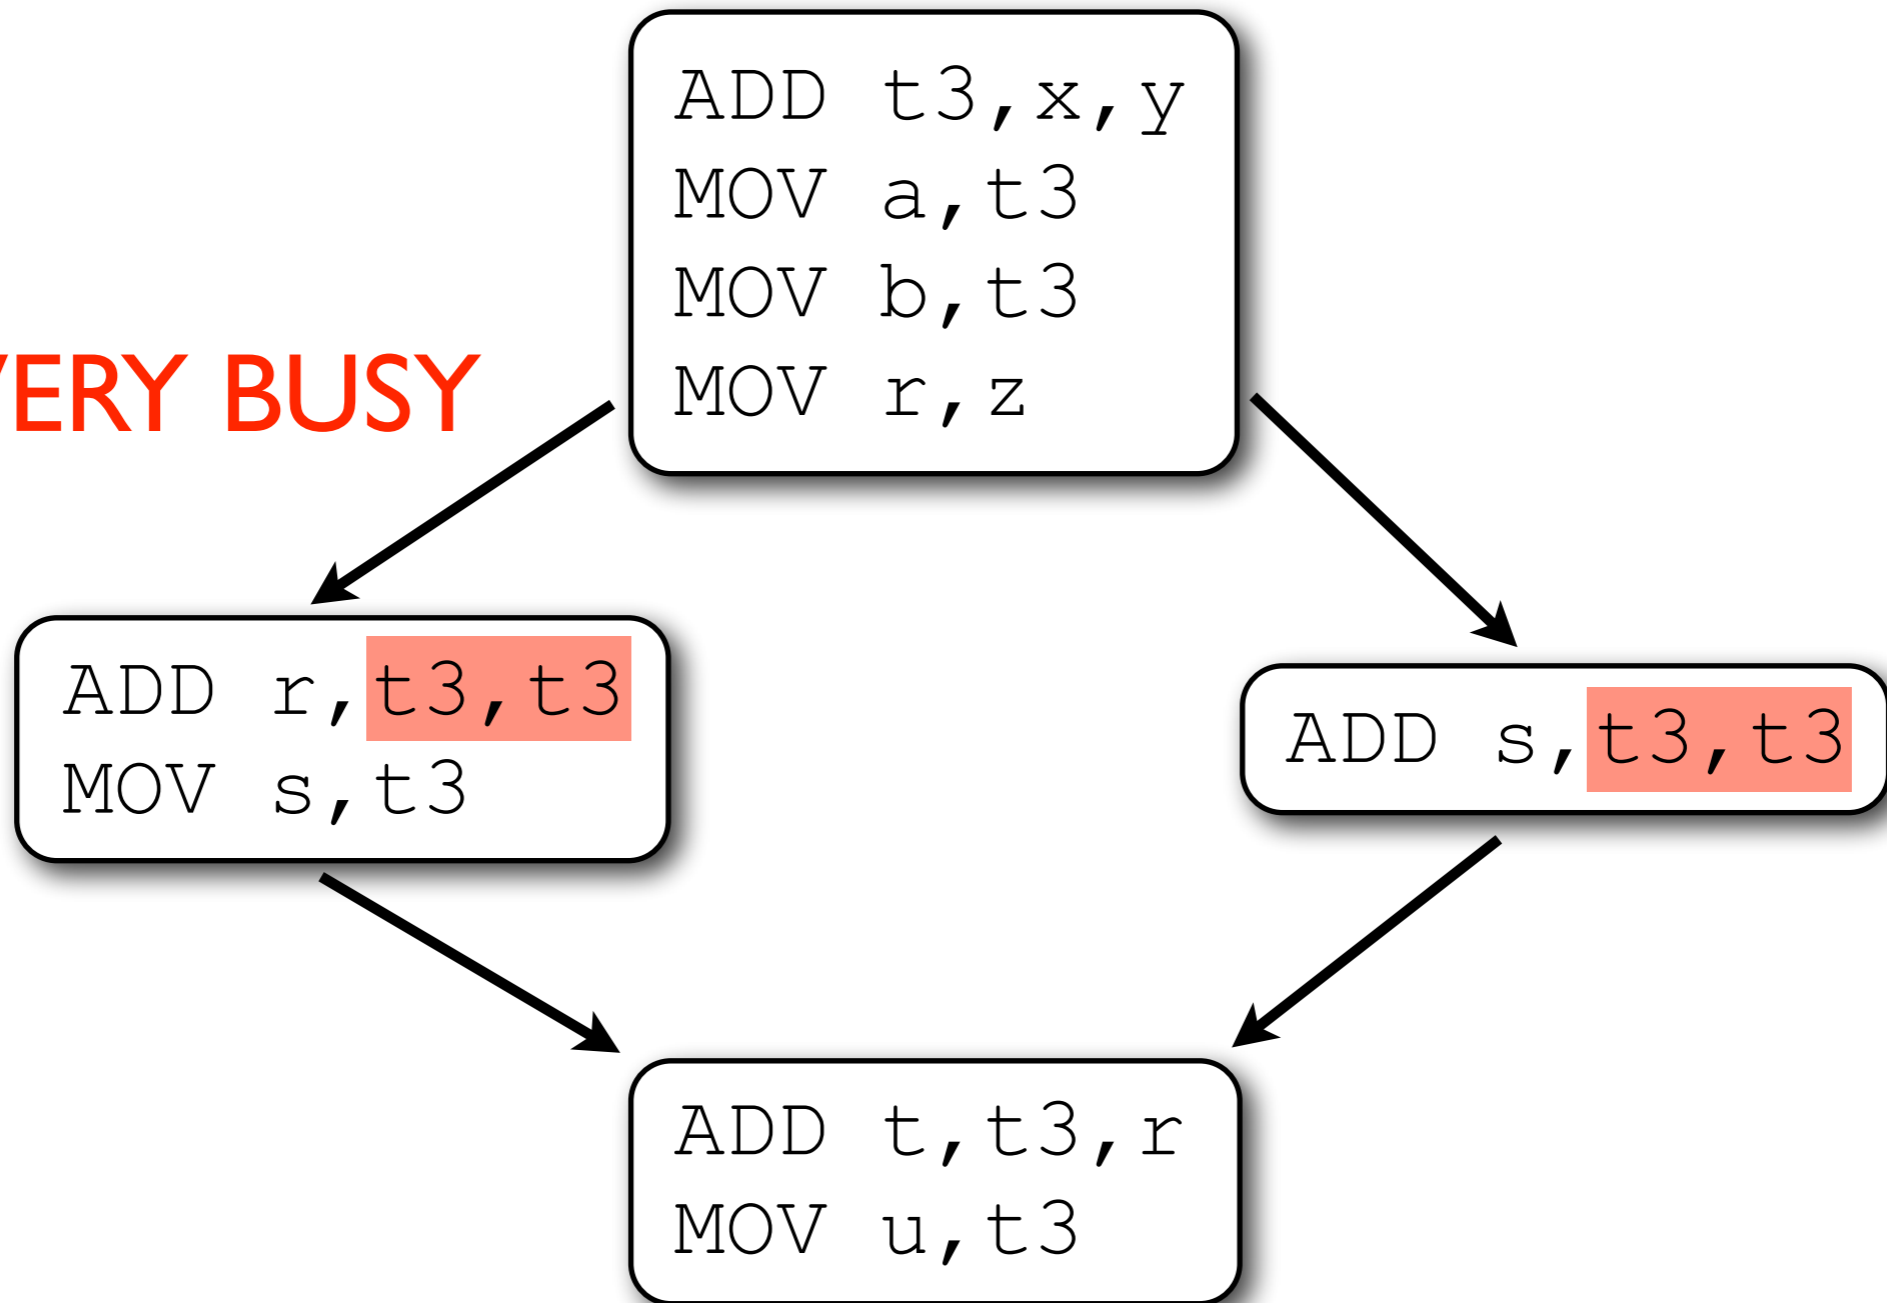 ADD t3,x,y
MOV a,t3
MOV b,t3
MOV r,z
VERY BUSY
ADD r,t3,t3
MOV s,t3
ADD s,t3,t3
ADD t,t3,r
MOV u,t3